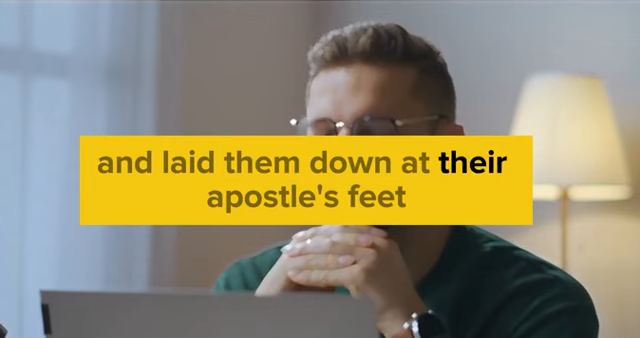 and laid them down at their
apostle's feet